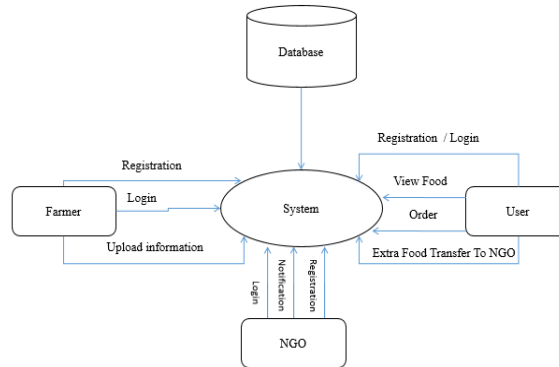 Database
Registration / Login
Registration
View Food
Login
Farmer
System
User
Order
Upload information
Extra Food Transfer To NGO
Login
Notification
Registration
NGO